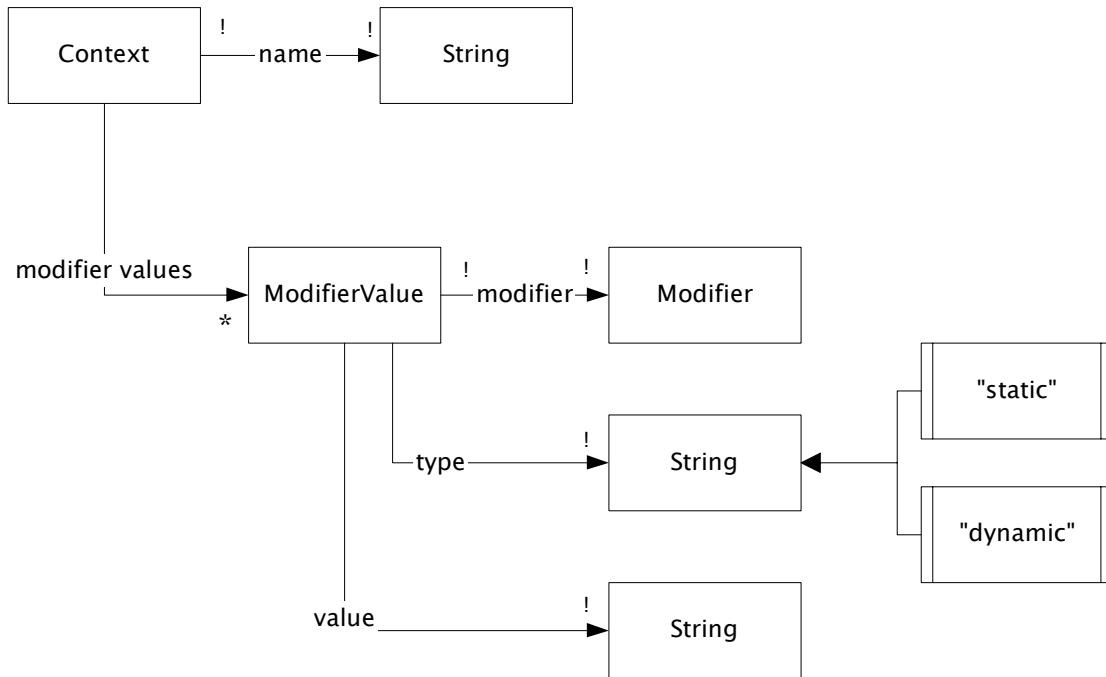 ! !
Context name String
modifier values
*
ModifierValue
! !
modifier
Modifier
"static"
type
!
String
"dynamic"
value
!
String